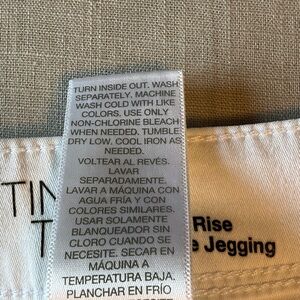 TURN INSIDE OUT. WASH
SEPARATELY, MACHINE
WASH COLD WITH LIKE
COLORS, USE ONLY
NON-CHLORINE BLEACH
WHEN NEEDED. TUMBLE
DRY LOW. COOL IRON AS
NEEDED.
VOLTEAR AL REVÉS.
LAVAR
SEPARADAMENTE.
LAVAR A MÁQUINA CON
AGUA FRÍA Y CON
COLORES SIMILARES.
USAR SOLAMENTE
BLANQUEADOR SIN
CLORO CUANDO SE
NECESITE. SECAR EN
MÁQUINA A
TEMPERATURA BAJA.
PLANCHAR EN FRÍO
TIN
T
Rise
e Jegging